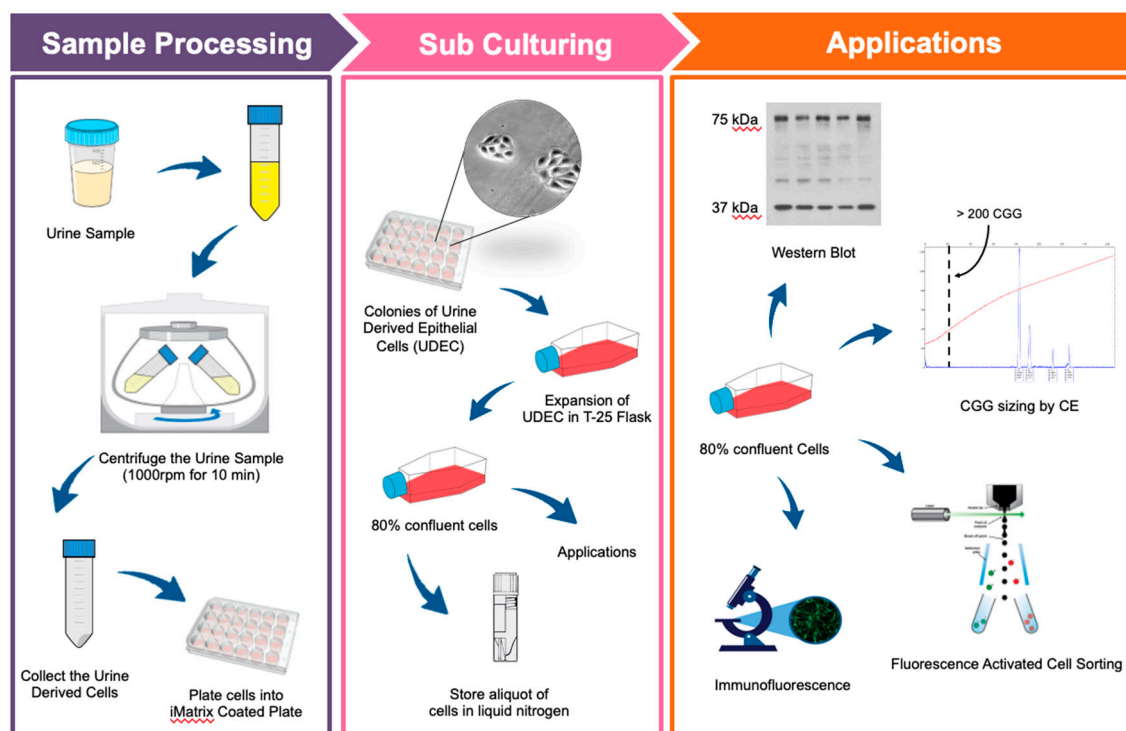 Sample Processing
Sub Culturing
Applications
Urine Sample
Centrifuge the Urine Sample
(1000rpm for 10 min)
Collect the Urine
Derived Cells
Plate cells into
iMatrix Coated Plate
Colonies of Urine
Derived Epithelial
Cells (UDEC)
Expansion of
UDEC in T-25 Flask
80% confluent cells
Applications
Store aliquot of
cells in liquid nitrogen
75 kDa
37 kDa
Western Blot
> 200 CGG
CGG sizing by CE
80% confluent Cells
Immunofluorescence
Fluorescence Activated Cell Sorting